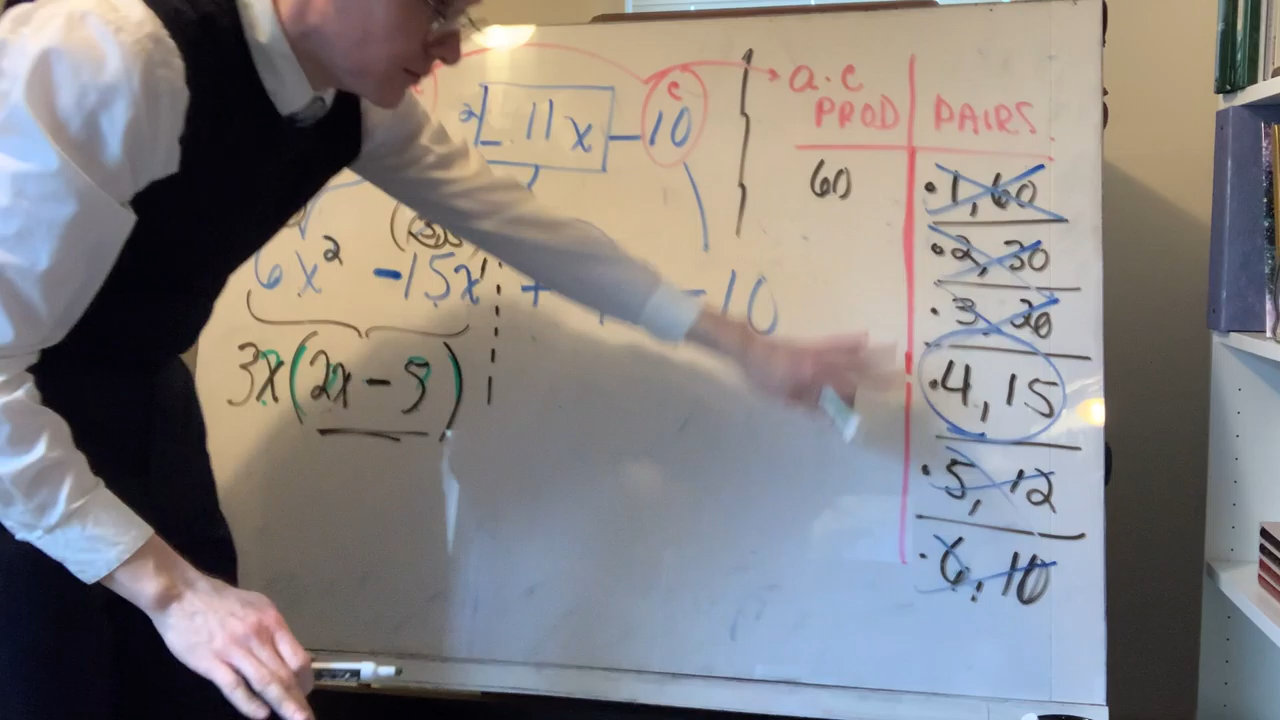 c a.c
2 - 11x - 10 PROD PAIRS
60 .1, 60
.2, 30
6x² -15x + -10
.3, 20
3x(2x - 5) .4, 15
.5, 12
.6, 10